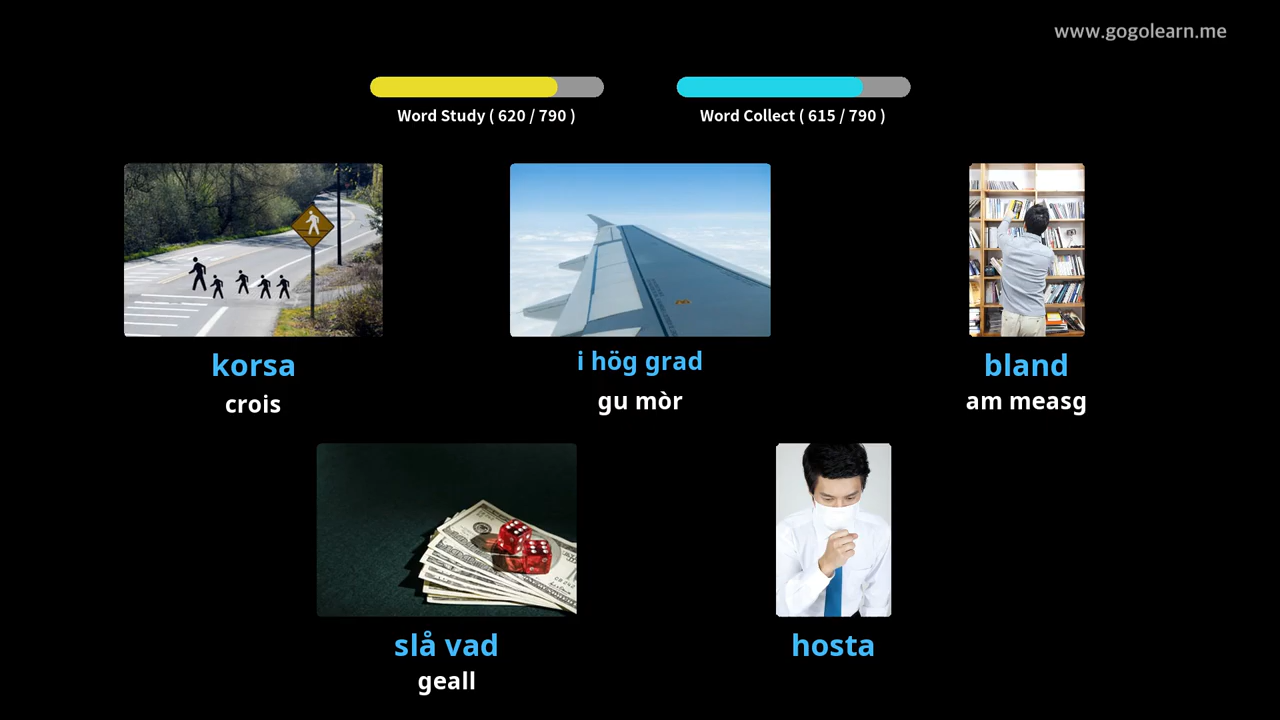 www.gogolearn.me
Word Study ( 620 / 790 )
Word Collect ( 615 / 790 )
korsa
crois
i hög grad
gu mòr
bland
am measg
slå vad
geall
hosta